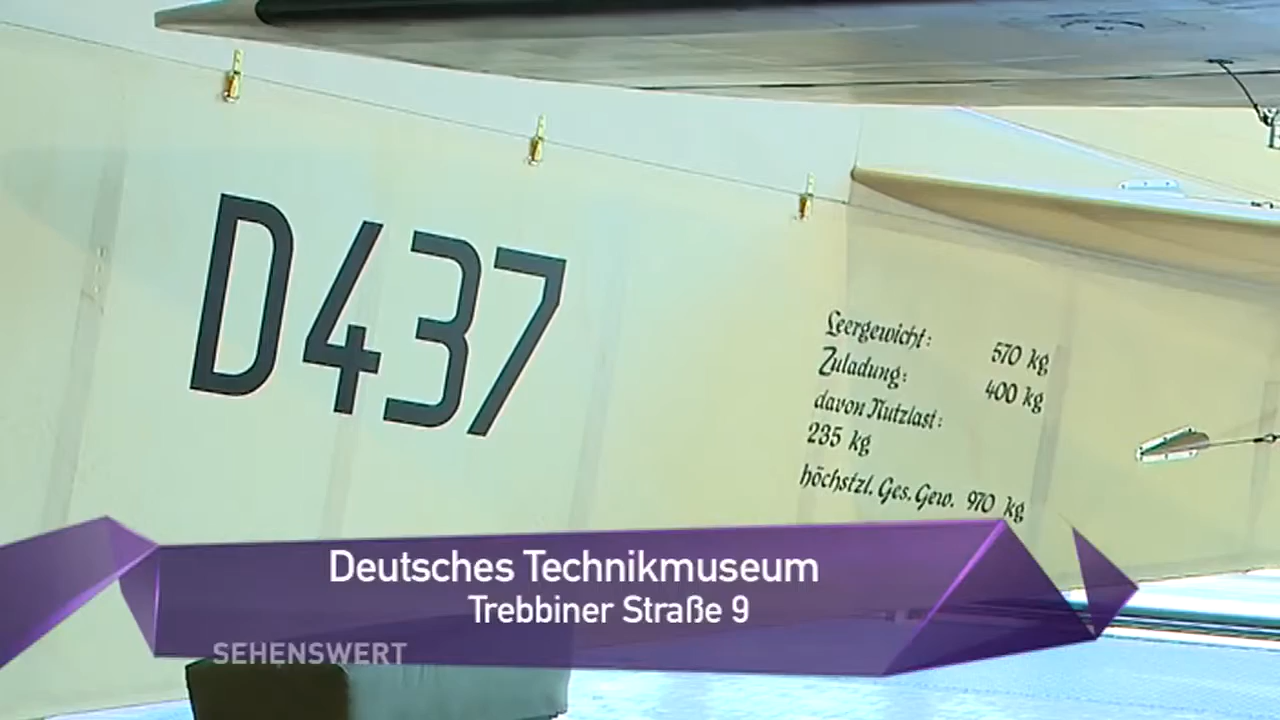 D437
Leergewicht: 570 kg
Zuladung: 400 kg
davon Nutzlast:
235 kg
höchstzl. Ges. Gew. 970 kg
Deutsches Technikmuseum
Trebbiner Straße 9
SEHENSWERT